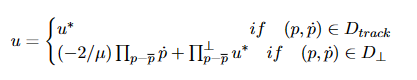 u = { u* if (p, ṗ) ∈ D_track
(−2/μ) ∏_{p−p̅} ṗ + ∏^⊥_{p−p̅} u* if (p, ṗ) ∈ D_⊥